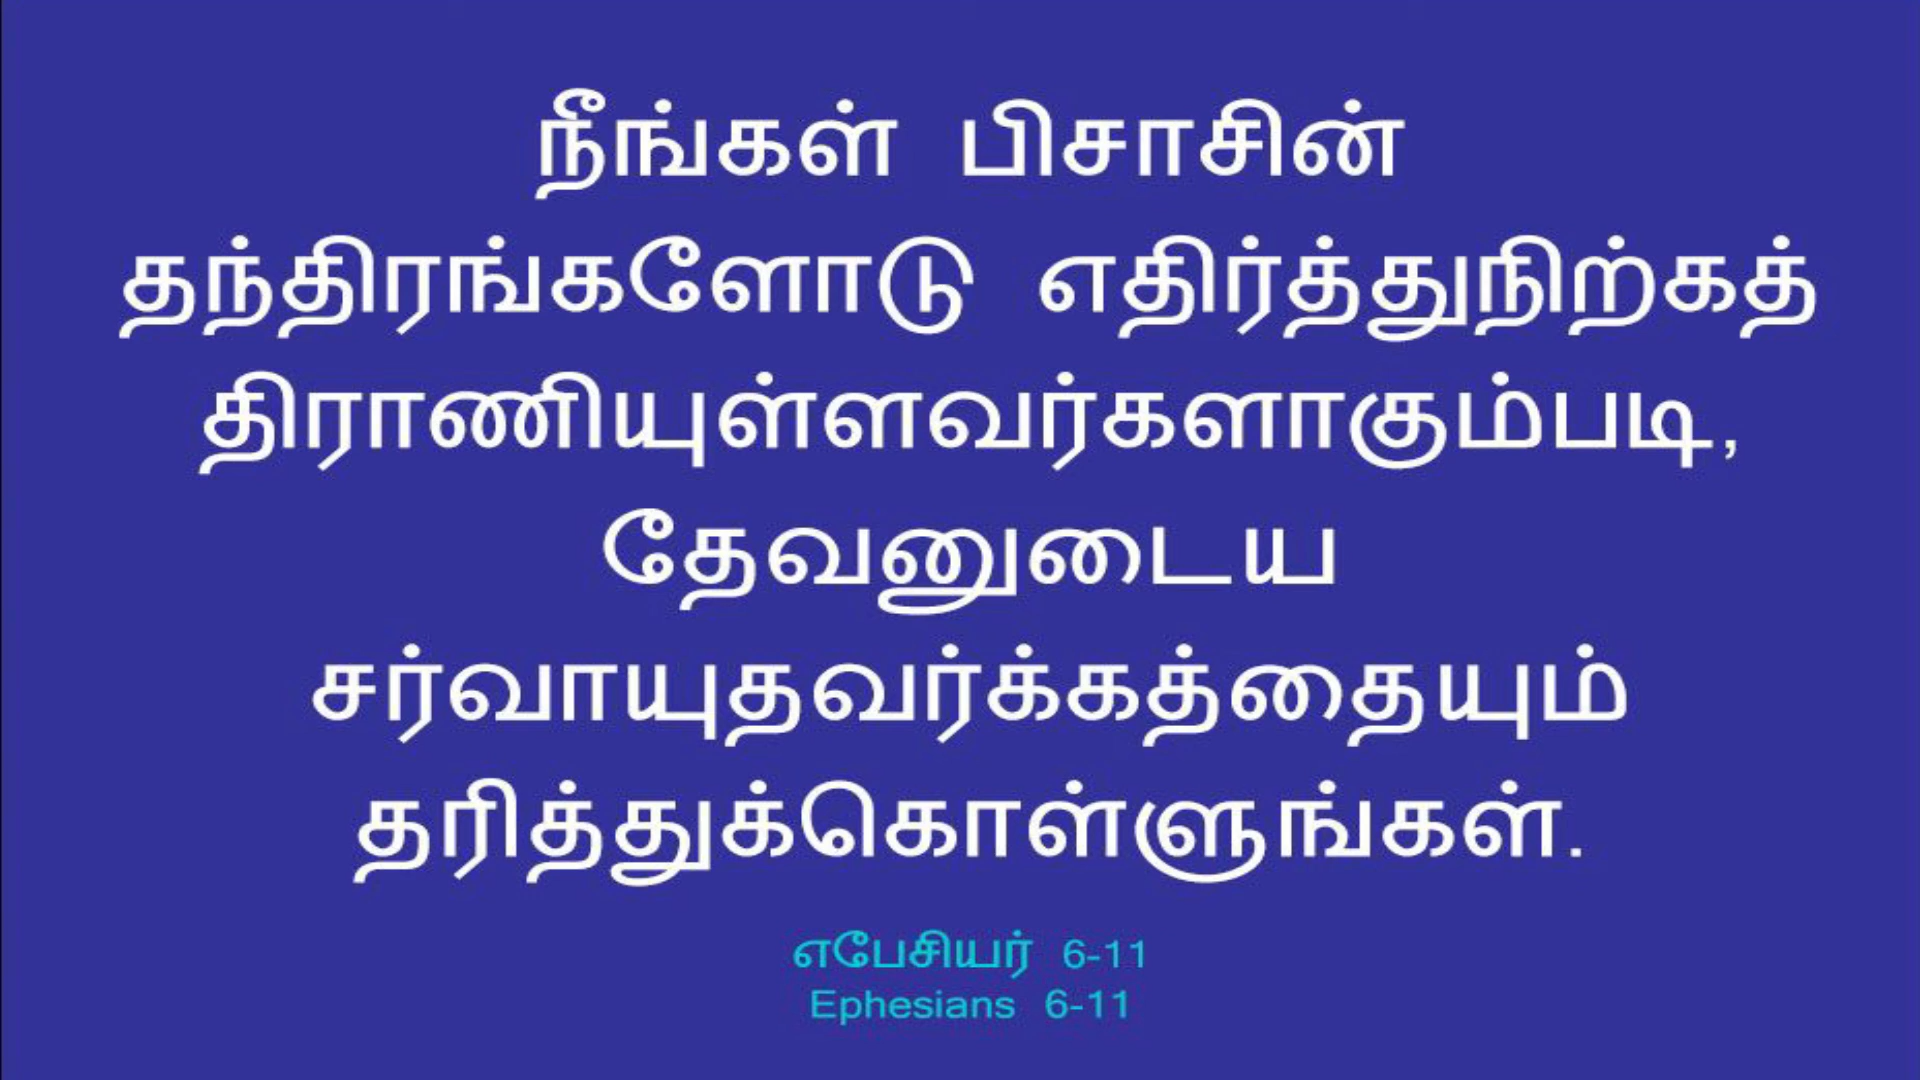 நீங்கள் பிசாசின்
தந்திரங்களோடு எதிர்த்துநிற்கத்
திராணியுள்ளவர்களாகும்படி,
தேவனுடைய
சர்வாயுதவர்க்கத்தையும்
தரித்துக்கொள்ளுங்கள்.
எபேசியர் 6-11
Ephesians 6-11